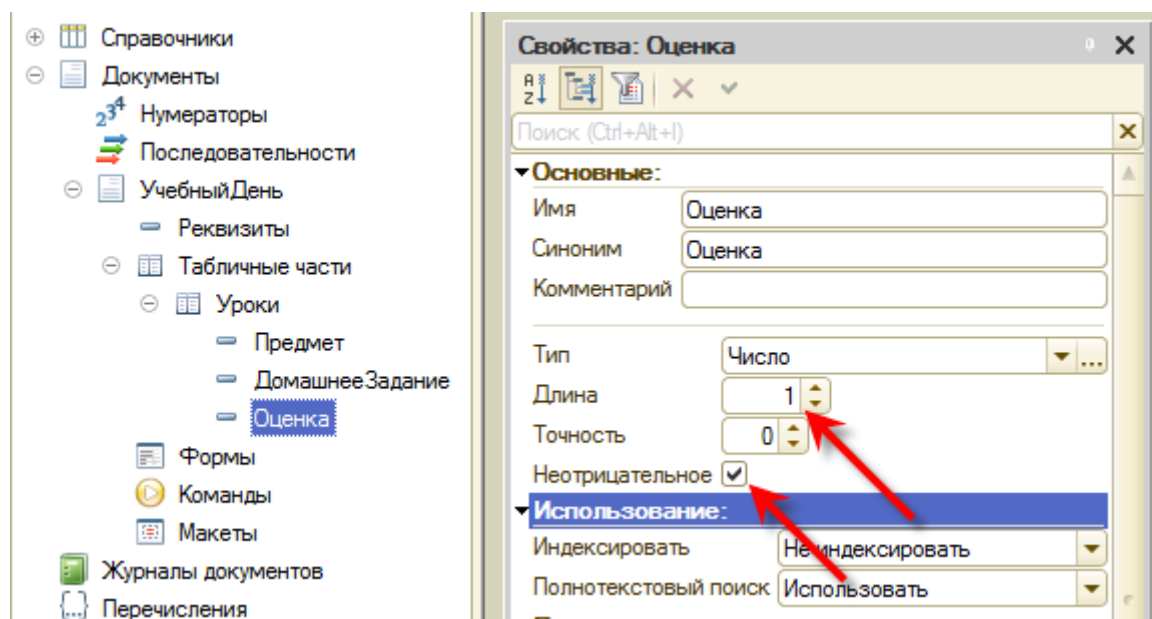 Справочники
Документы
Нумераторы
Последовательности
УчебныйДень
Реквизиты
Табличные части
Уроки
Предмет
ДомашнееЗадание
Оценка
Формы
Команды
Макеты
Журналы документов
Перечисления
Свойства: Оценка
Поиск (Ctrl+Alt+I)
Основные:
Имя Оценка
Синоним Оценка
Комментарий
Тип Число ...
Длина 1
Точность 0
Неотрицательное
Использование:
Индексировать Не индексировать
Полнотекстовый поиск Использовать